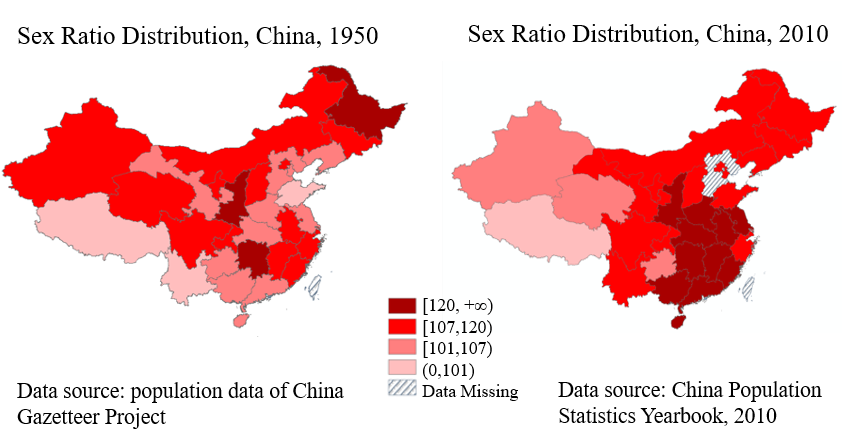 Sex Ratio Distribution, China, 1950
Sex Ratio Distribution, China, 2010
[120, +∞)
[107,120)
[101,107)
(0,101)
Data Missing
Data source: population data of China
Gazetteer Project
Data source: China Population
Statistics Yearbook, 2010